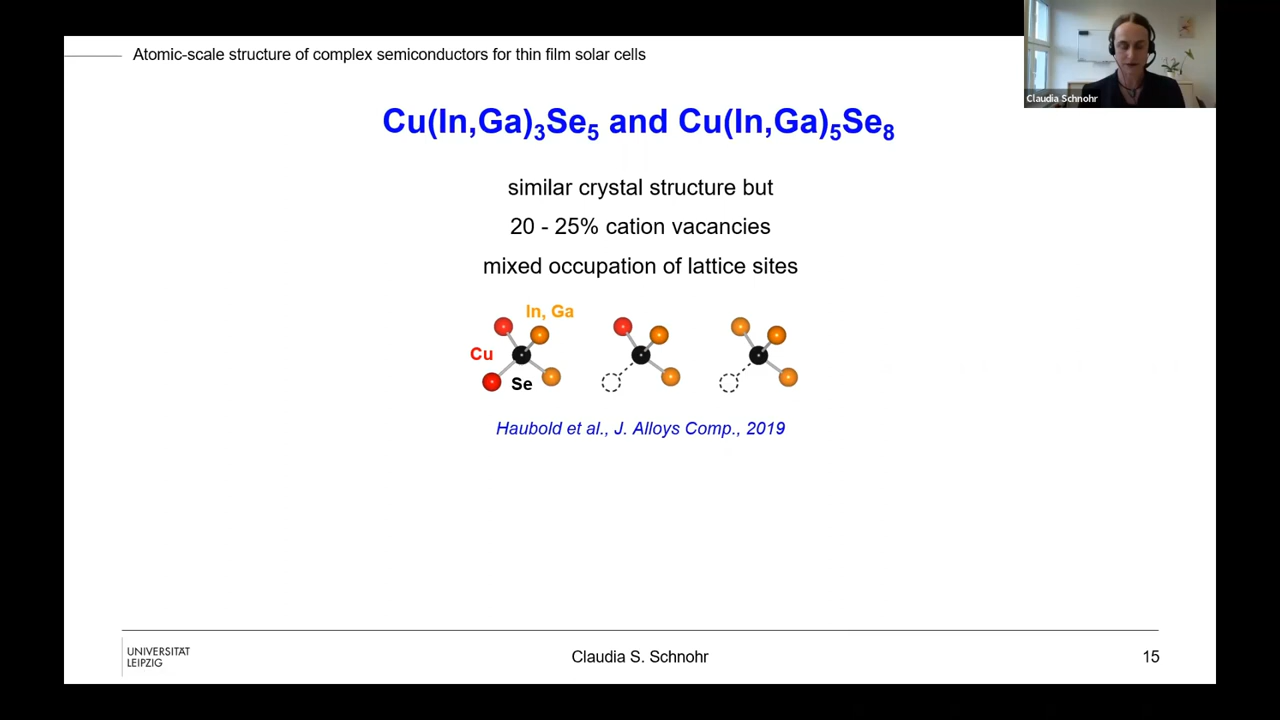 Atomic-scale structure of complex semiconductors for thin film solar cells
Claudia Schnohr
Cu(In,Ga)₃Se₅ and Cu(In,Ga)₅Se₈
similar crystal structure but
20 - 25% cation vacancies
mixed occupation of lattice sites
In, Ga
Cu
Se
Haubold et al., J. Alloys Comp., 2019
UNIVERSITÄT
LEIPZIG
Claudia S. Schnohr
15